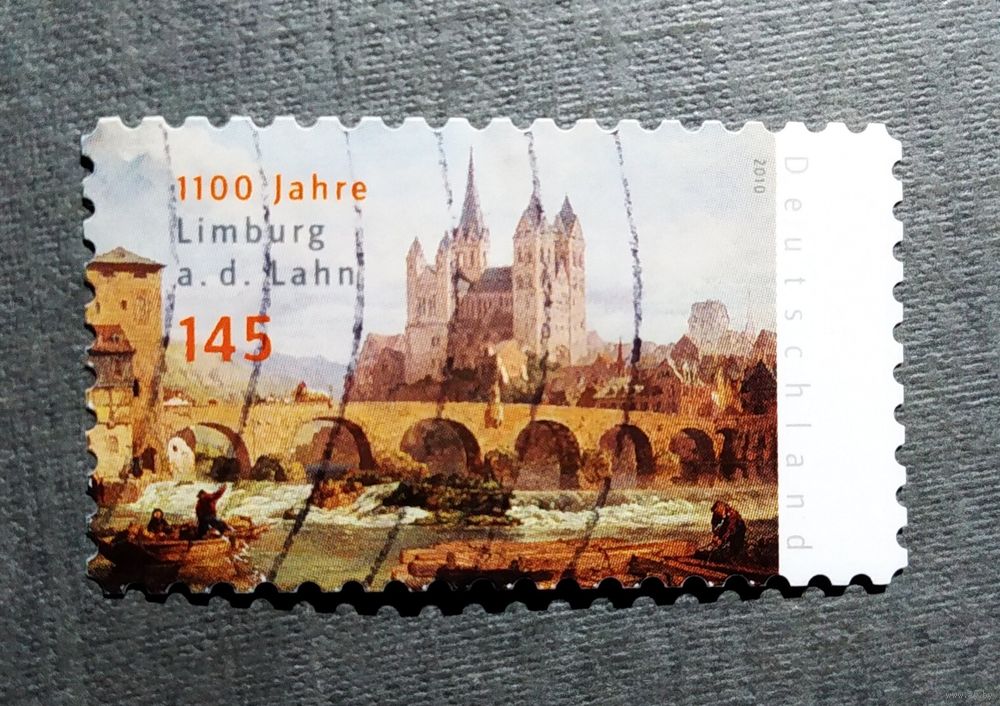 1100 Jahre
Limburg
a. d. Lahn
145
2010
Deutschland